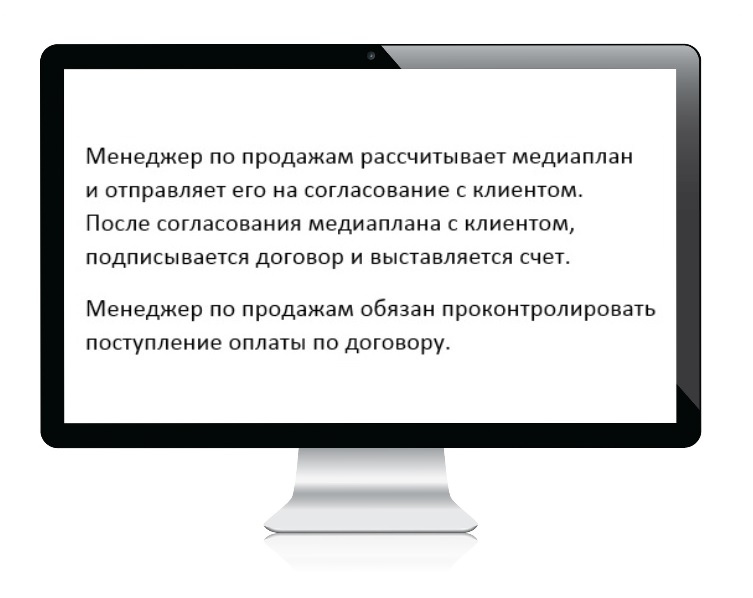 Менеджер по продажам рассчитывает медиаплан
и отправляет его на согласование с клиентом.
После согласования медиаплана с клиентом,
подписывается договор и выставляется счет.
Менеджер по продажам обязан проконтролировать
поступление оплаты по договору.